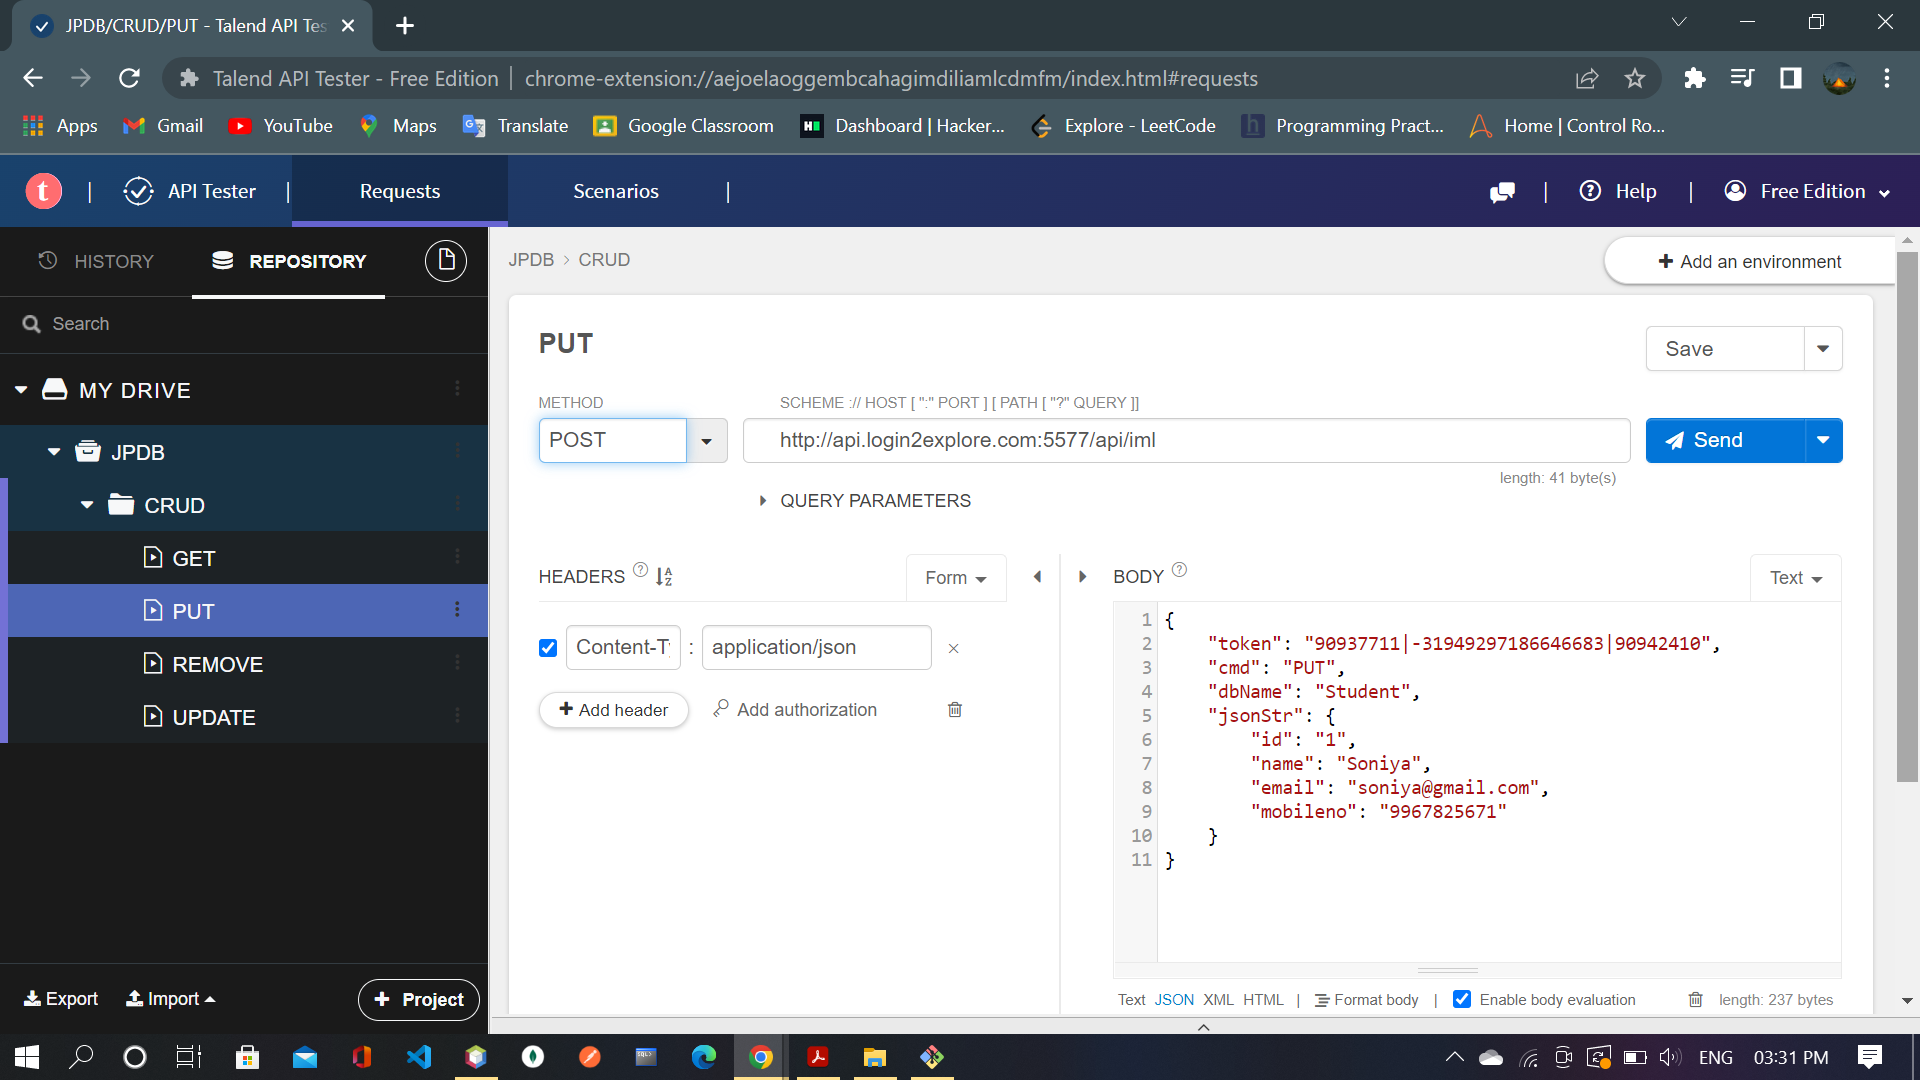 JPDB/CRUD/PUT - Talend API Tes
Talend API Tester - Free Edition | chrome-extension://aejoelaoggembcahagimdiliamlcdmfm/index.html#requests
Apps Gmail YouTube Maps Translate Google Classroom Dashboard | Hacker... Explore - LeetCode Programming Pract... Home | Control Ro...
t | API Tester | Requests Scenarios | | Help | Free Edition
HISTORY REPOSITORY
Search
MY DRIVE
JPDB
CRUD
GET
PUT
REMOVE
UPDATE
Export Import + Project
JPDB > CRUD
+ Add an environment
PUT
Save
METHOD SCHEME :// HOST [ ":" PORT ] [ PATH [ "?" QUERY ]]
POST http://api.login2explore.com:5577/api/iml Send
length: 41 byte(s)
QUERY PARAMETERS
HEADERS ? Form
Content-Ty : application/json ×
+ Add header Add authorization
BODY ? Text
1 {
2 "token": "90937711|-31949297186646683|90942410",
3 "cmd": "PUT",
4 "dbName": "Student",
5 "jsonStr": {
6 "id": "1",
7 "name": "Soniya",
8 "email": "soniya@gmail.com",
9 "mobileno": "9967825671"
10 }
11 }
Text JSON XML HTML | Format body | Enable body evaluation length: 237 bytes
ENG 03:31 PM